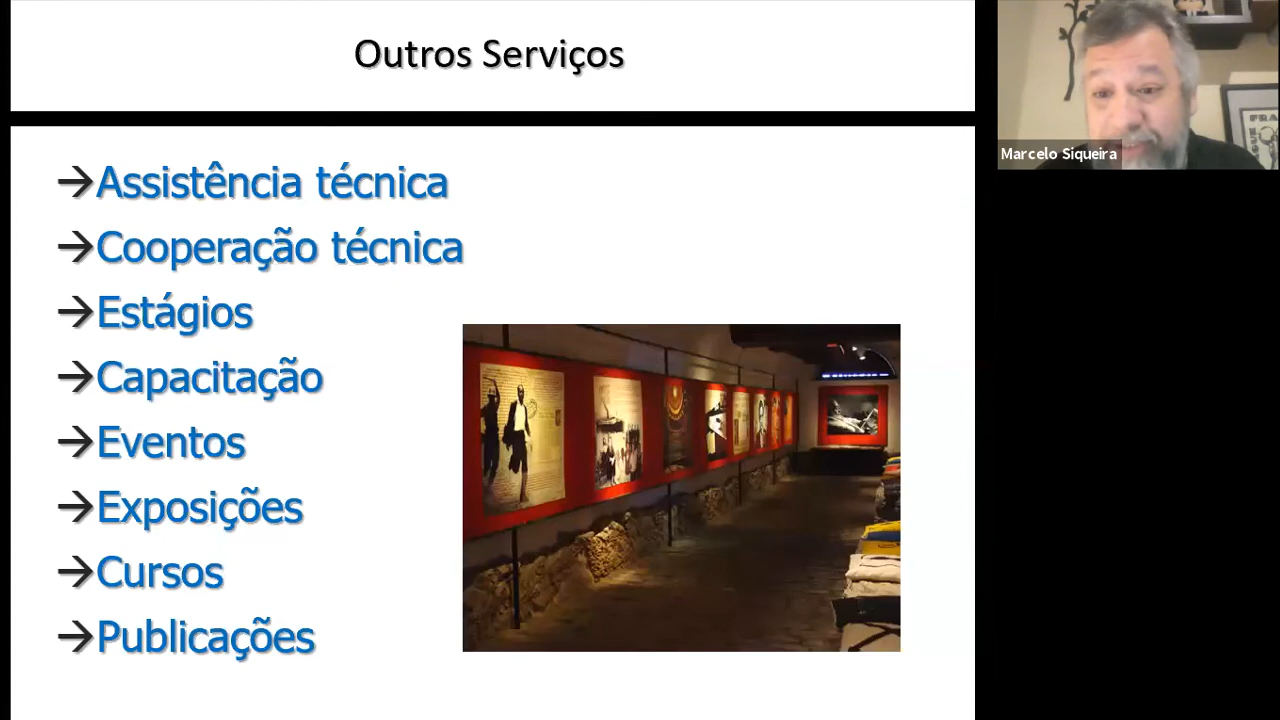 Outros Serviços
→Assistência técnica
→Cooperação técnica
→Estágios
→Capacitação
→Eventos
→Exposições
→Cursos
→Publicações
Marcelo Siqueira